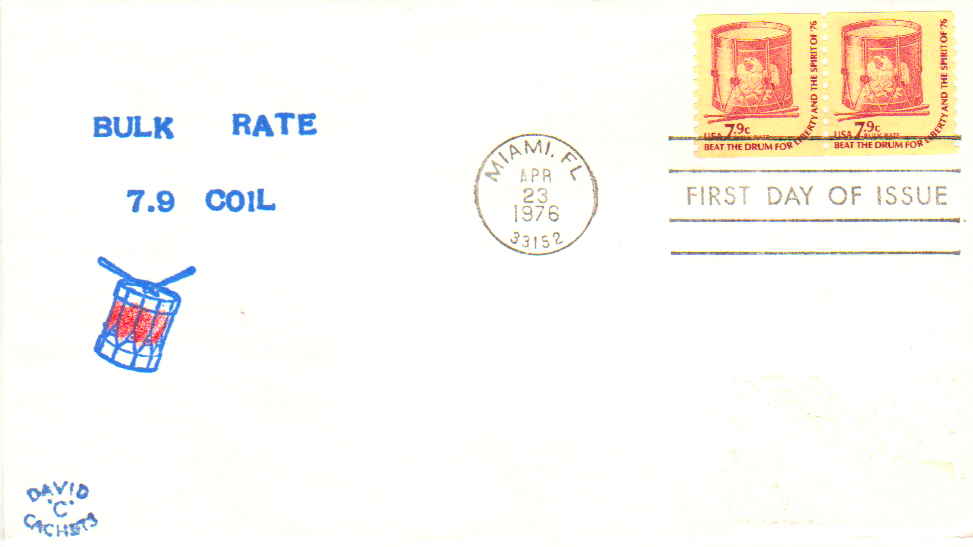 BULK RATE
7.9 COIL
DAVID
"C"
CACHETS
MIAMI, FL
APR
23
1976
33152
USA 7.9c
BULK RATE
BEAT THE DRUM FOR LIBERTY AND THE SPIRIT OF '76
USA 7.9c
BULK RATE
BEAT THE DRUM FOR LIBERTY AND THE SPIRIT OF '76
FIRST DAY OF ISSUE